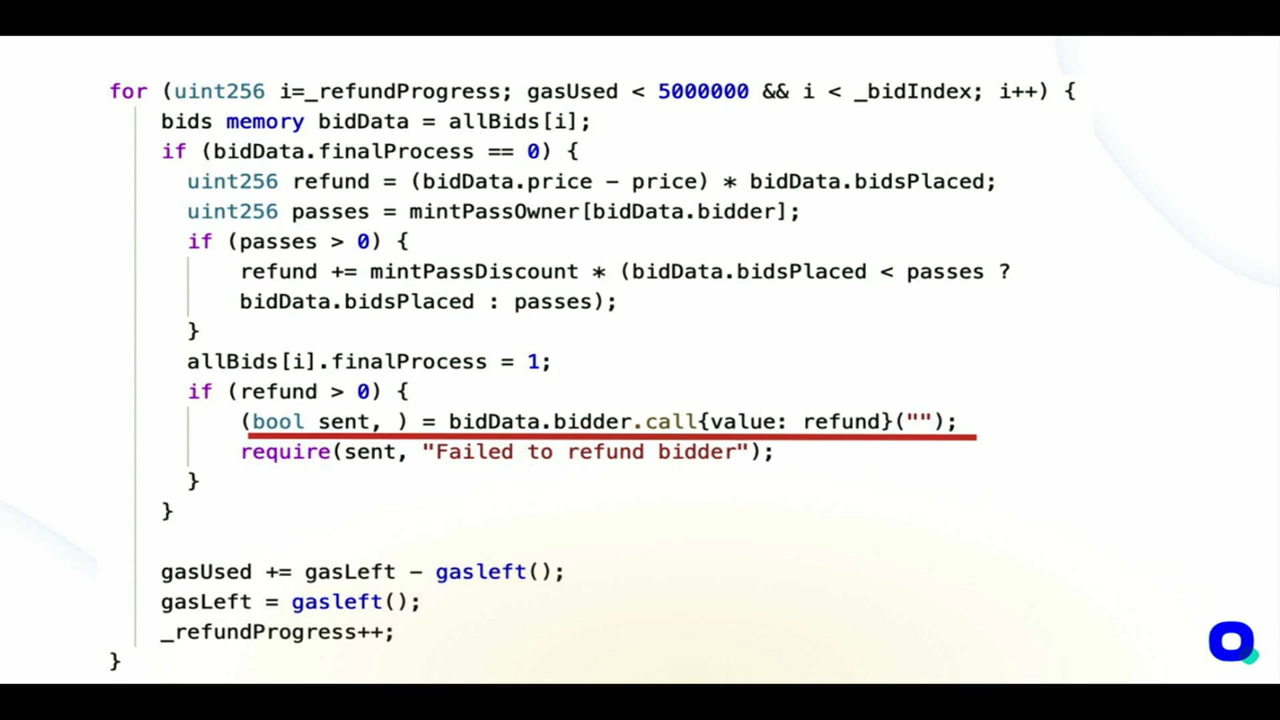 for (uint256 i=_refundProgress; gasUsed < 5000000 && i < _bidIndex; i++) {
bids memory bidData = allBids[i];
if (bidData.finalProcess == 0) {
uint256 refund = (bidData.price - price) * bidData.bidsPlaced;
uint256 passes = mintPassOwner[bidData.bidder];
if (passes > 0) {
refund += mintPassDiscount * (bidData.bidsPlaced < passes ?
bidData.bidsPlaced : passes);
}
allBids[i].finalProcess = 1;
if (refund > 0) {
(bool sent, ) = bidData.bidder.call{value: refund}("");
require(sent, "Failed to refund bidder");
}
}
gasUsed += gasLeft - gasleft();
gasLeft = gasleft();
_refundProgress++;
}